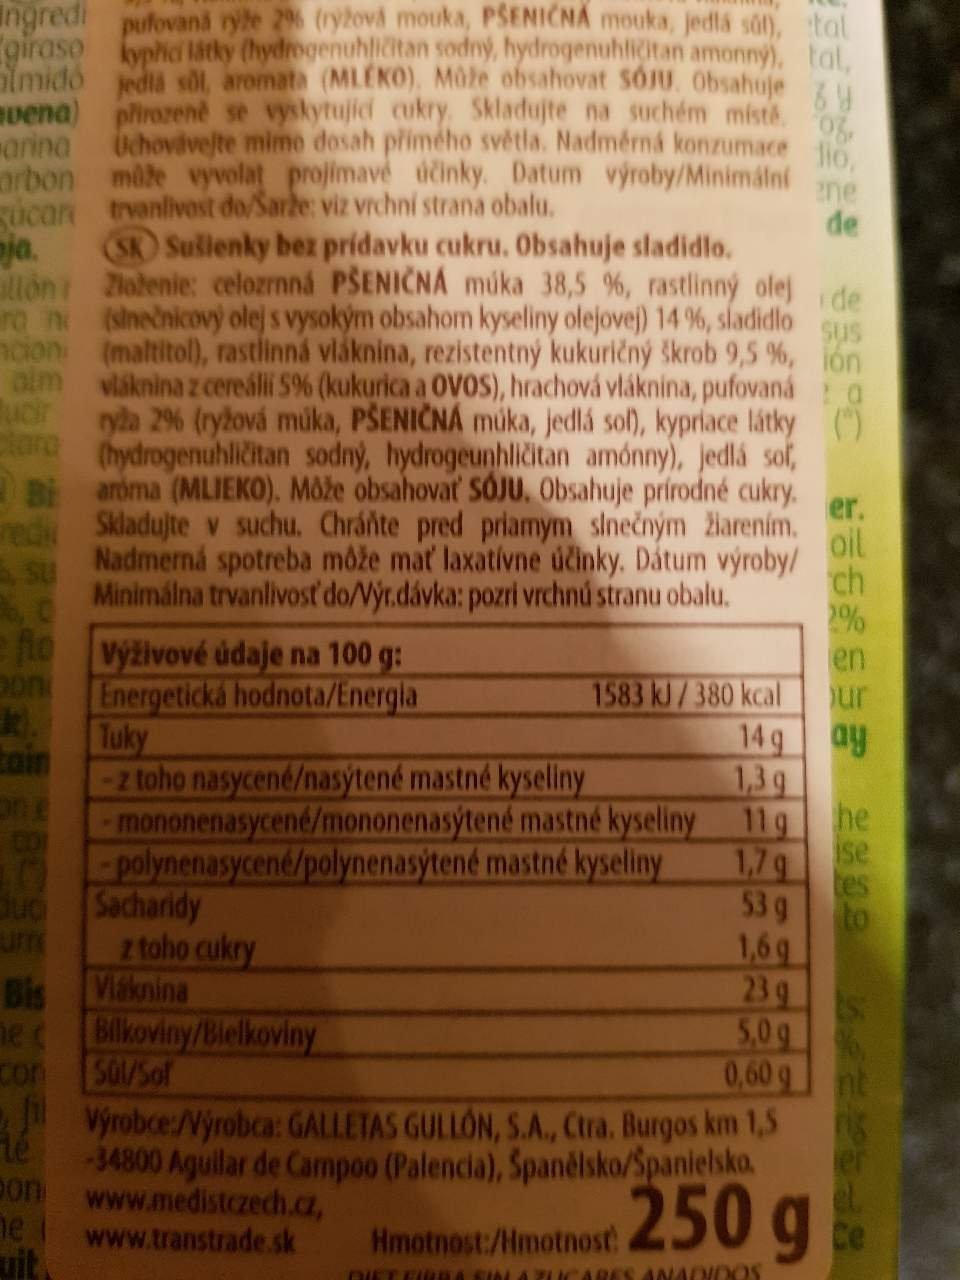 pufovaná rýže 2% (rýžová mouka, PŠENIČNÁ mouka, jedlá sůl),
kypřicí látky (hydrogenuhličitan sodný, hydrogenuhličitan amonný),
jedlá sůl, aromata (MLÉKO). Může obsahovat SÓJU. Obsahuje
přirozeně se vyskytující cukry. Skladujte na suchém místě.
Uchovávejte mimo dosah přímého světla. Nadměrná konzumace
může vyvolat projímavé účinky. Datum výroby/Minimální
trvanlivost do/Šarže: viz vrchní strana obalu.
SK Sušienky bez prídavku cukru. Obsahuje sladidlo.
Zloženie: celozrnná PŠENIČNÁ múka 38,5 %, rastlinný olej
(slnečnicový olej s vysokým obsahom kyseliny olejovej) 14 %, sladidlo
(maltitol), rastlinná vláknina, rezistentný kukuričný škrob 9,5 %,
vláknina z cereálií 5% (kukurica a OVOS), hrachová vláknina, pufovaná
ryža 2% (ryžová múka, PŠENIČNÁ múka, jedlá soľ), kypriace látky
(hydrogenuhličitan sodný, hydrogeunhličitan amónny), jedlá soľ,
aróma (MLIEKO). Môže obsahovať SÓJU. Obsahuje prírodné cukry.
Skladujte v suchu. Chráňte pred priamym slnečným žiarením.
Nadmerná spotreba môže mať laxatívne účinky. Dátum výroby/
Minimálna trvanlivosť do/Výr.dávka: pozri vrchnú stranu obalu.
Výživové údaje na 100 g:
Energetická hodnota/Energia 1583 kJ / 380 kcal
Tuky 14 g
- z toho nasycené/nasýtené mastné kyseliny 1,3 g
- mononenasycené/mononenasýtené mastné kyseliny 11 g
- polynenasycené/polynenasýtené mastné kyseliny 1,7 g
Sacharidy 53 g
z toho cukry 1,6 g
Vláknina 23 g
Bílkoviny/Bielkoviny 5,0 g
Sůl/Soľ 0,60 g
Výrobce:/Výrobca: GALLETAS GULLÓN, S.A., Ctra. Burgos km 1,5
-34800 Aguilar de Campoo (Palencia), Španělsko/Španielsko.
www.medistczech.cz,
www.transtrade.sk Hmotnost:/Hmotnosť: 250 g